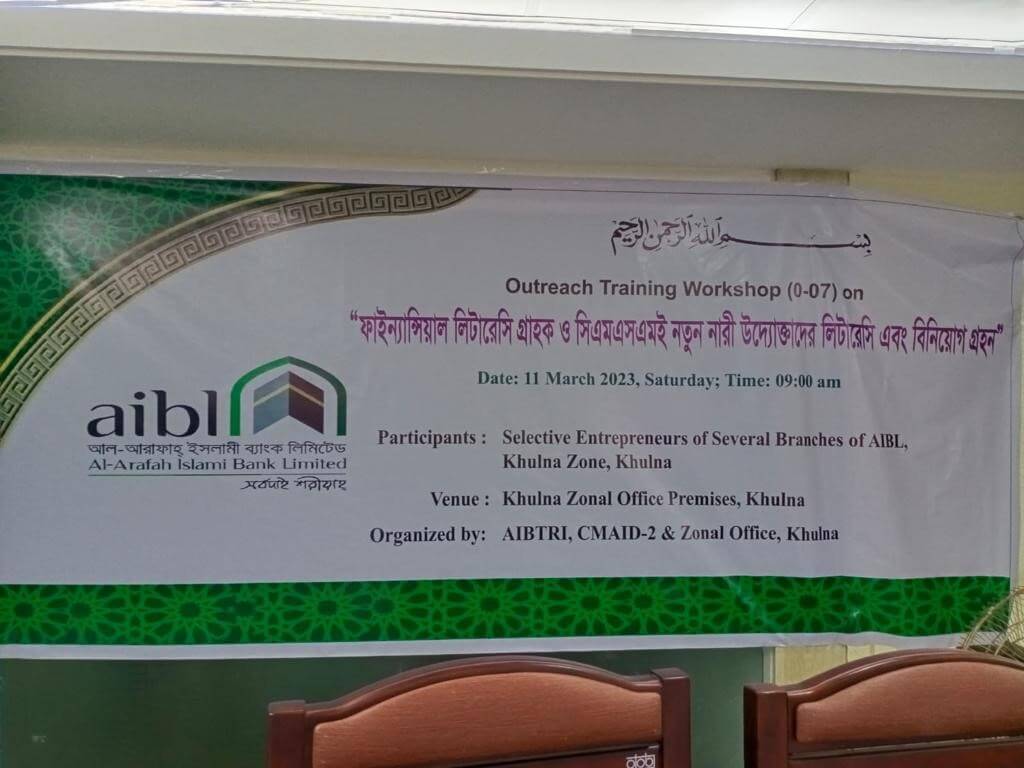 بِسْمِ اللهِ الرَّحْمٰنِ الرَّحِيْمِ
Outreach Training Workshop (0-07) on
“ফাইন্যান্সিয়াল লিটারেসি গ্রাহক ও সিএমএসএমই নতুন নারী উদ্যোক্তাদের লিটারেসি এবং বিনিয়োগ গ্রহন”
Date: 11 March 2023, Saturday; Time: 09:00 am
aibl
আল-আরাফাহ্ ইসলামী ব্যাংক লিমিটেড
Al-Arafah Islami Bank Limited
সর্বদাই শরীয়াহ্
Participants : Selective Entrepreneurs of Several Branches of AIBL,
Khulna Zone, Khulna
Venue : Khulna Zonal Office Premises, Khulna
Organized by: AIBTRI, CMAID-2 & Zonal Office, Khulna